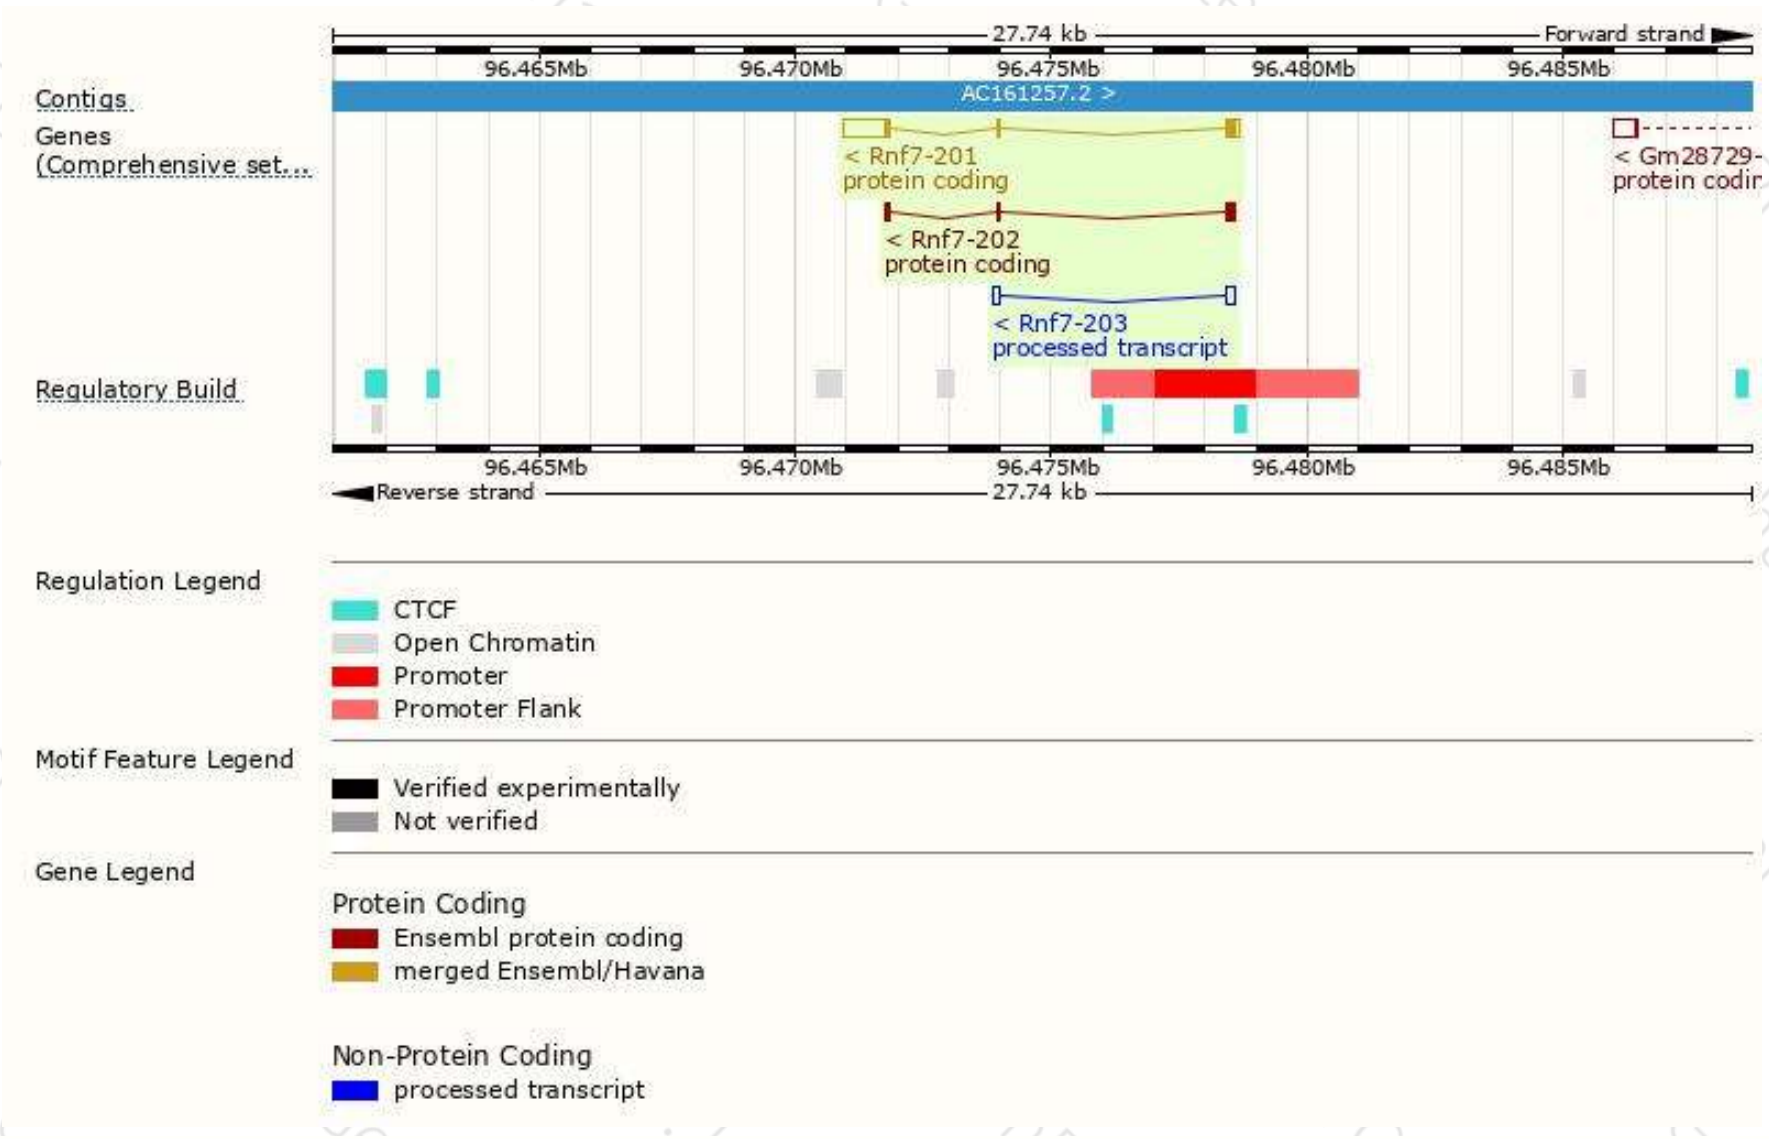 27.74 kb
Forward strand
96.465Mb 96.470Mb 96.475Mb 96.480Mb 96.485Mb
Contigs
AC161257.2 >
Genes
(Comprehensive set...
< Rnf7-201
protein coding
< Gm28729-
protein codin
< Rnf7-202
protein coding
< Rnf7-203
processed transcript
Regulatory Build
96.465Mb 96.470Mb 96.475Mb 96.480Mb 96.485Mb
Reverse strand
27.74 kb
Regulation Legend
CTCF
Open Chromatin
Promoter
Promoter Flank
Motif Feature Legend
Verified experimentally
Not verified
Gene Legend
Protein Coding
Ensembl protein coding
merged Ensembl/Havana
Non-Protein Coding
processed transcript